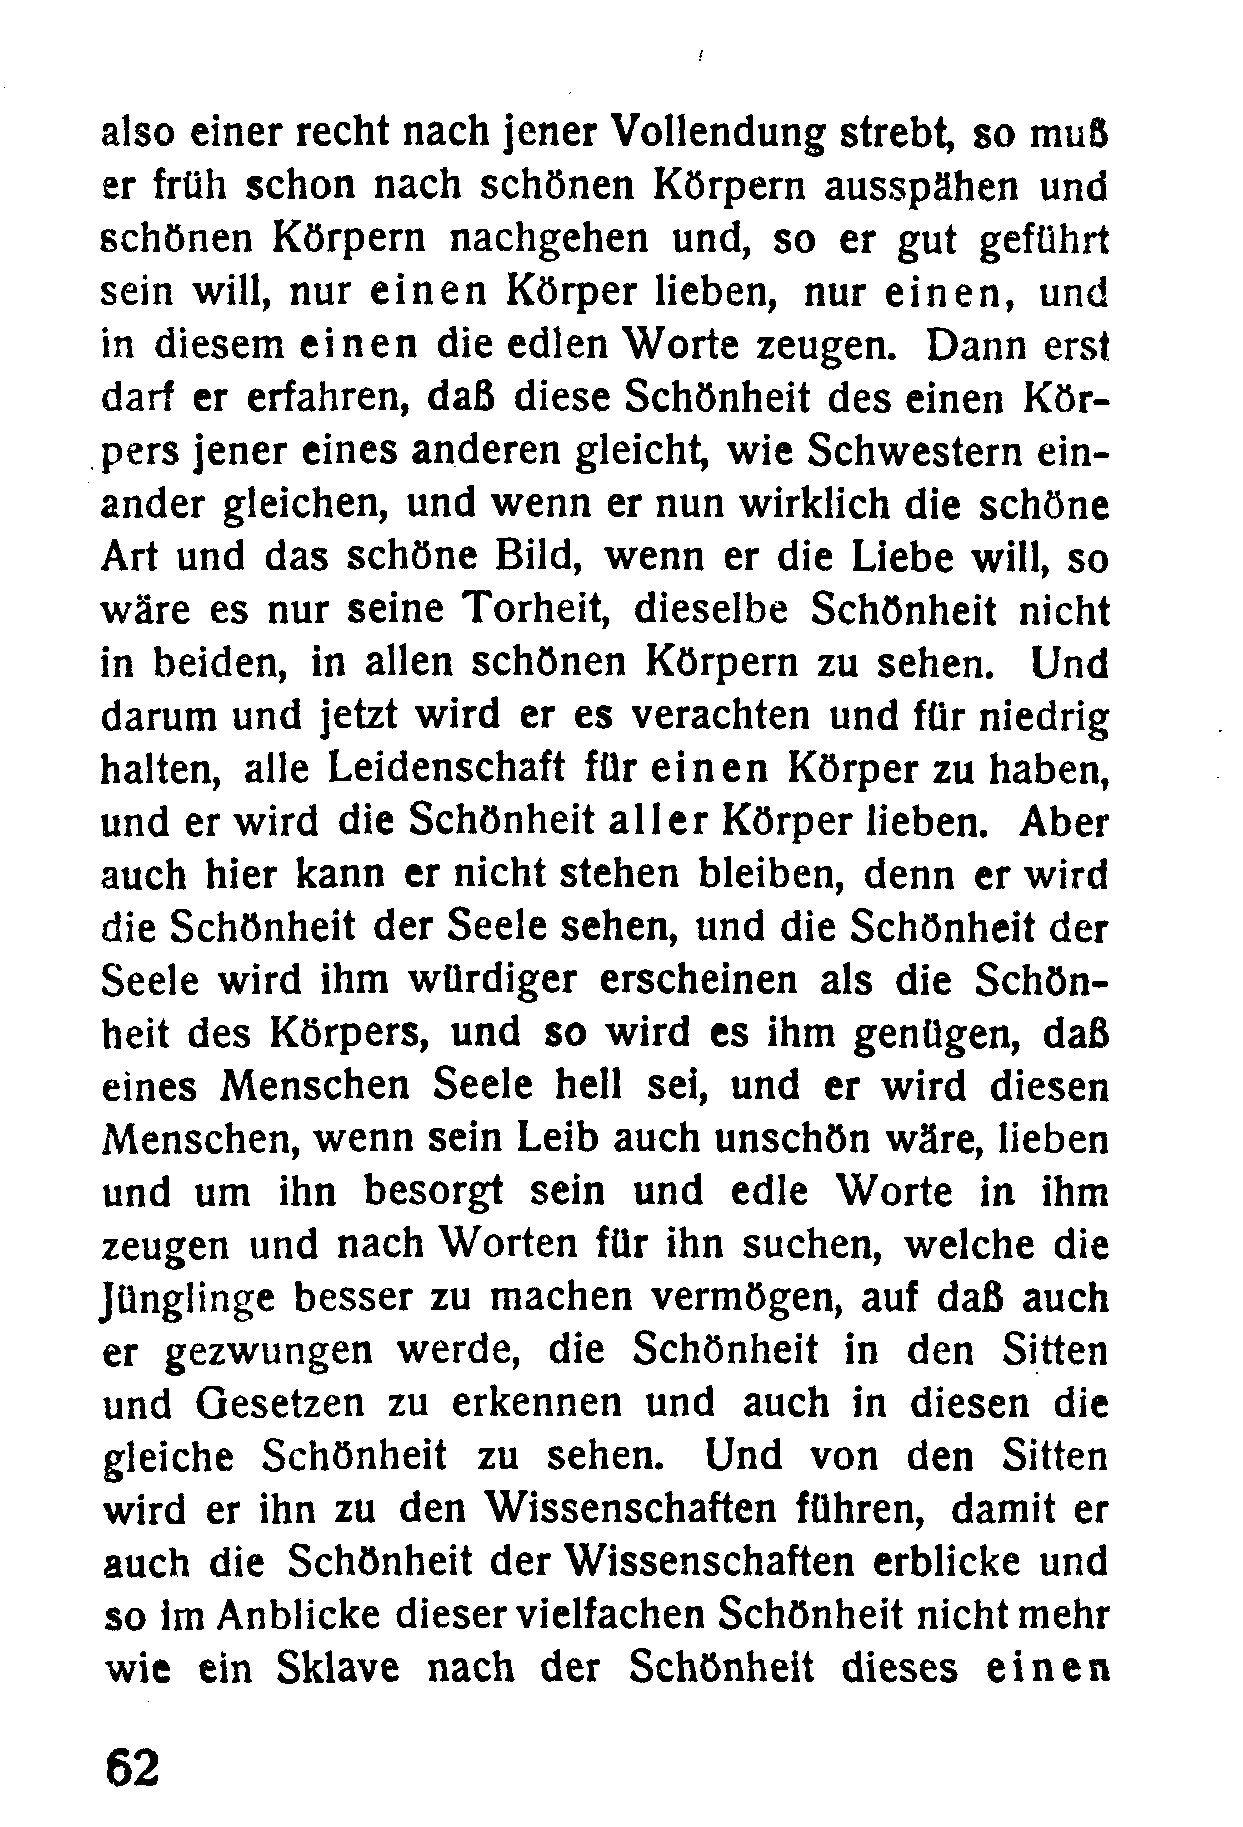 also einer recht nach jener Vollendung strebt, so muß
er früh schon nach schönen Körpern ausspähen und
schönen Körpern nachgehen und, so er gut geführt
sein will, nur einen Körper lieben, nur einen, und
in diesem einen die edlen Worte zeugen. Dann erst
darf er erfahren, daß diese Schönheit des einen Kör-
pers jener eines anderen gleicht, wie Schwestern ein-
ander gleichen, und wenn er nun wirklich die schöne
Art und das schöne Bild, wenn er die Liebe will, so
wäre es nur seine Torheit, dieselbe Schönheit nicht
in beiden, in allen schönen Körpern zu sehen. Und
darum und jetzt wird er es verachten und für niedrig
halten, alle Leidenschaft für einen Körper zu haben,
und er wird die Schönheit aller Körper lieben. Aber
auch hier kann er nicht stehen bleiben, denn er wird
die Schönheit der Seele sehen, und die Schönheit der
Seele wird ihm würdiger erscheinen als die Schön-
heit des Körpers, und so wird es ihm genügen, daß
eines Menschen Seele hell sei, und er wird diesen
Menschen, wenn sein Leib auch unschön wäre, lieben
und um ihn besorgt sein und edle Worte in ihm
zeugen und nach Worten für ihn suchen, welche die
Jünglinge besser zu machen vermögen, auf daß auch
er gezwungen werde, die Schönheit in den Sitten
und Gesetzen zu erkennen und auch in diesen die
gleiche Schönheit zu sehen. Und von den Sitten
wird er ihn zu den Wissenschaften führen, damit er
auch die Schönheit der Wissenschaften erblicke und
so im Anblicke dieser vielfachen Schönheit nicht mehr
wie ein Sklave nach der Schönheit dieses einen
62